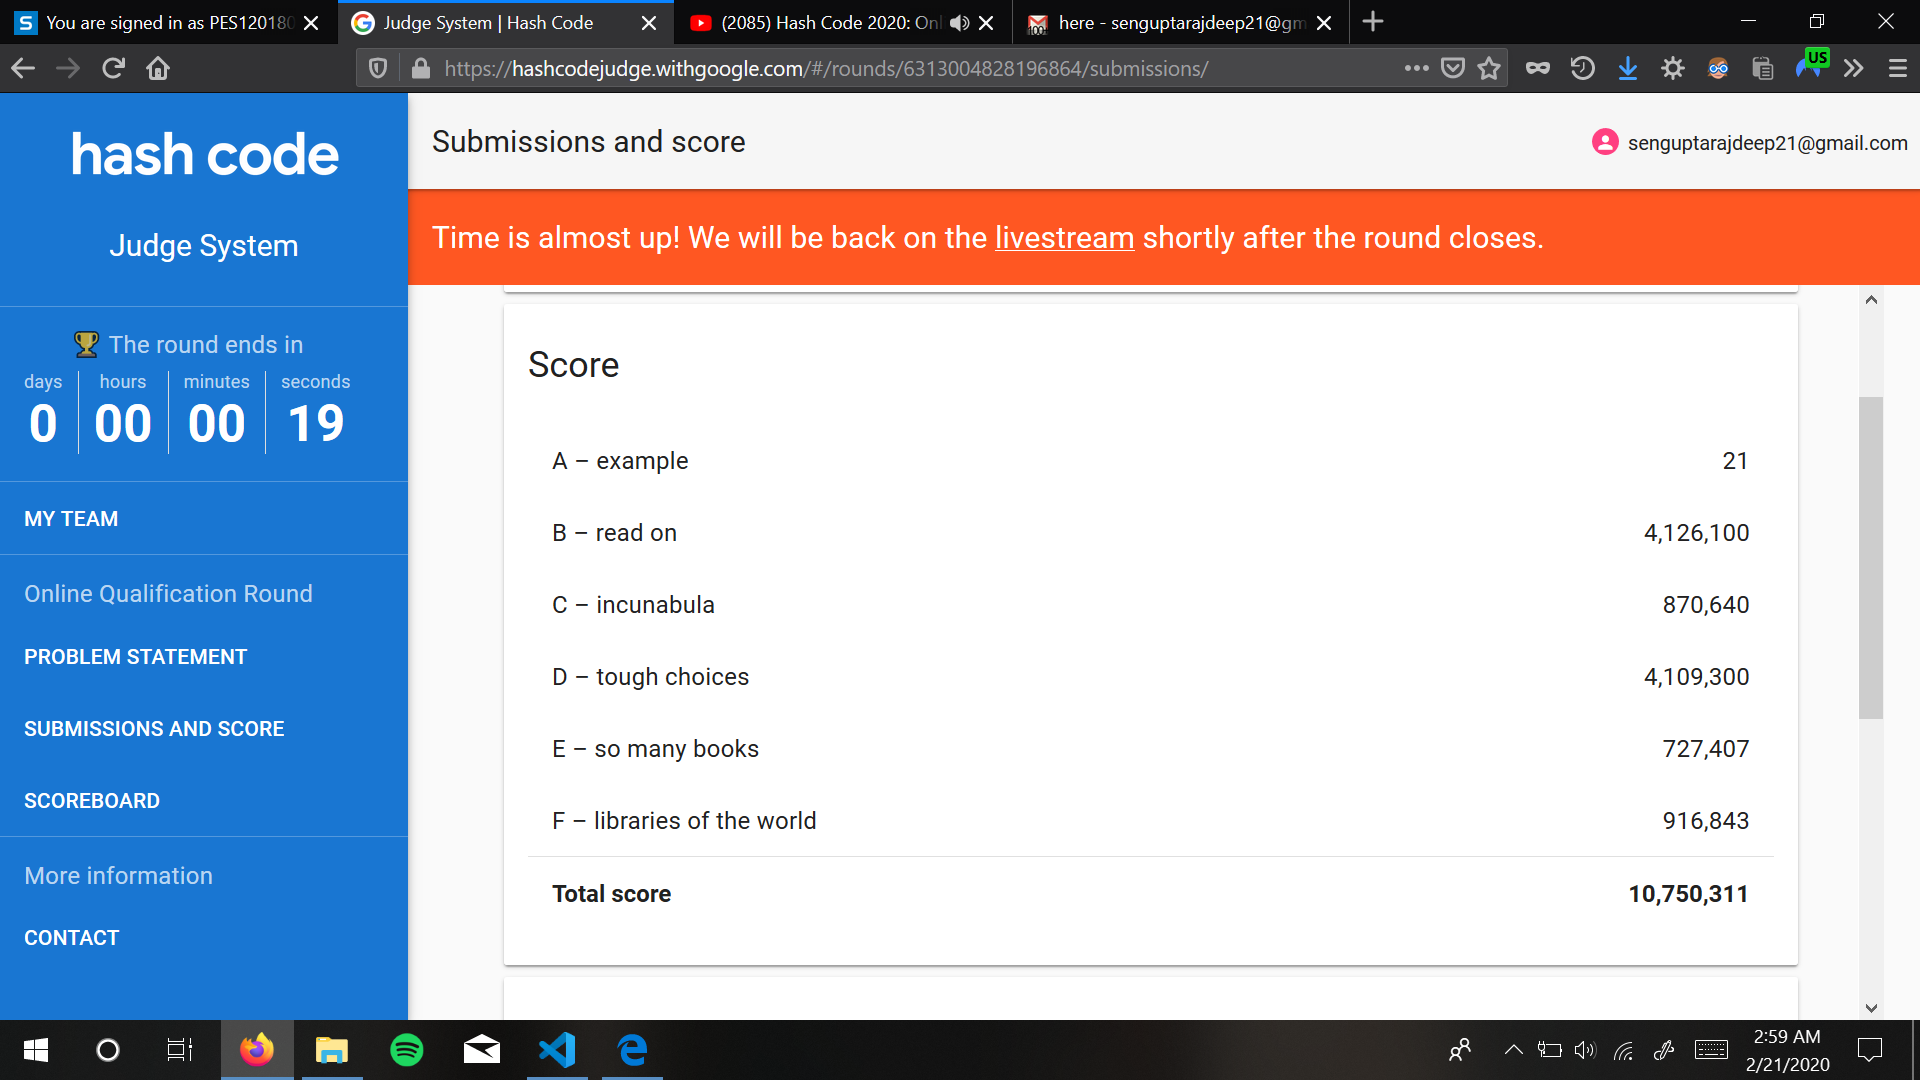 You are signed in as PES120180
Judge System | Hash Code
(2085) Hash Code 2020: Onl
here - senguptarajdeep21@gm
https://hashcodejudge.withgoogle.com/#/rounds/6313004828196864/submissions/
US
hash code
Judge System
The round ends in
days hours minutes seconds
0 00 00 19
MY TEAM
Online Qualification Round
PROBLEM STATEMENT
SUBMISSIONS AND SCORE
SCOREBOARD
More information
CONTACT
Submissions and score
senguptarajdeep21@gmail.com
Time is almost up! We will be back on the livestream shortly after the round closes.
Score
A – example 21
B – read on 4,126,100
C – incunabula 870,640
D – tough choices 4,109,300
E – so many books 727,407
F – libraries of the world 916,843
Total score 10,750,311
2:59 AM
2/21/2020